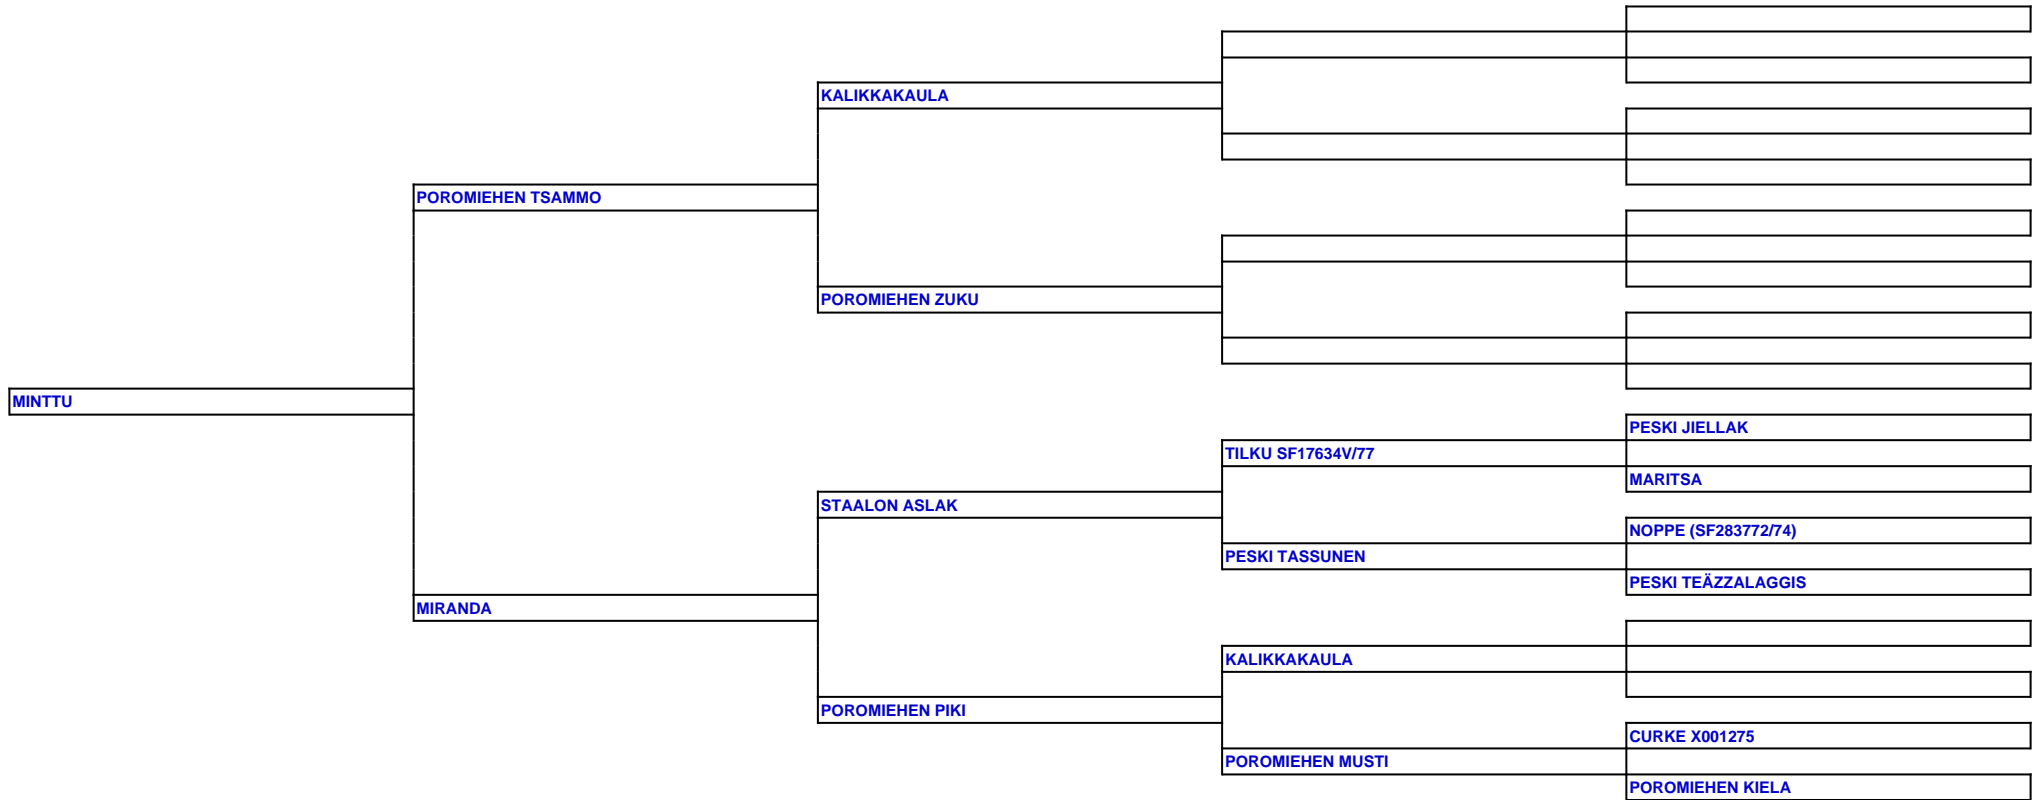 KALIKKAKAULA
POROMIEHEN TSAMMO
POROMIEHEN ZUKU
MINTTU
PESKI JIELLAK
TILKU SF17634V/77
MARITSA
STAALON ASLAK
NOPPE (SF283772/74)
PESKI TASSUNEN
PESKI TEÄZZALAGGIS
MIRANDA
KALIKKAKAULA
POROMIEHEN PIKI
CURKE X001275
POROMIEHEN MUSTI
POROMIEHEN KIELA